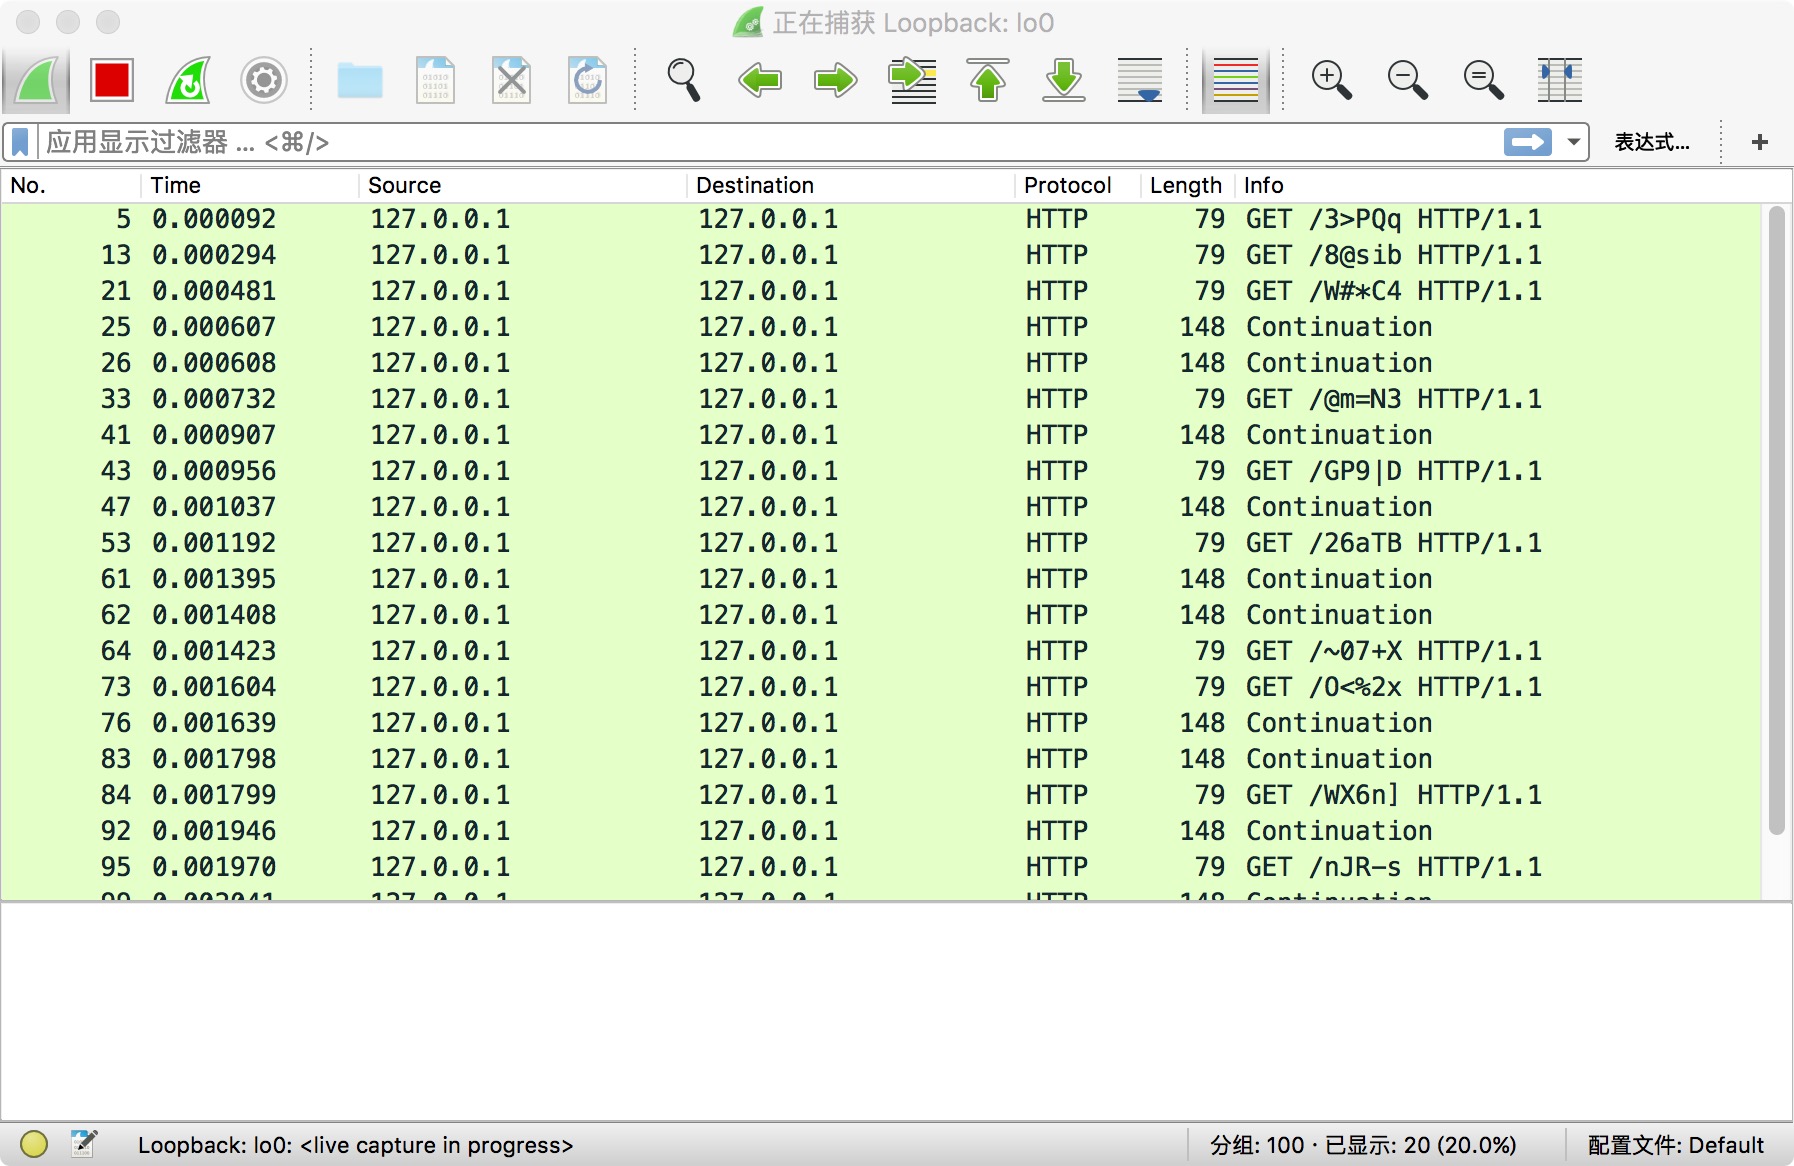 正在捕获 Loopback: lo0
应用显示过滤器 ... <⌘/>
表达式...
+
No. Time Source Destination Protocol Length Info
5 0.000092 127.0.0.1 127.0.0.1 HTTP 79 GET /3>PQq HTTP/1.1
13 0.000294 127.0.0.1 127.0.0.1 HTTP 79 GET /8@sib HTTP/1.1
21 0.000481 127.0.0.1 127.0.0.1 HTTP 79 GET /W#*C4 HTTP/1.1
25 0.000607 127.0.0.1 127.0.0.1 HTTP 148 Continuation
26 0.000608 127.0.0.1 127.0.0.1 HTTP 148 Continuation
33 0.000732 127.0.0.1 127.0.0.1 HTTP 79 GET /@m=N3 HTTP/1.1
41 0.000907 127.0.0.1 127.0.0.1 HTTP 148 Continuation
43 0.000956 127.0.0.1 127.0.0.1 HTTP 79 GET /GP9|D HTTP/1.1
47 0.001037 127.0.0.1 127.0.0.1 HTTP 148 Continuation
53 0.001192 127.0.0.1 127.0.0.1 HTTP 79 GET /26aTB HTTP/1.1
61 0.001395 127.0.0.1 127.0.0.1 HTTP 148 Continuation
62 0.001408 127.0.0.1 127.0.0.1 HTTP 148 Continuation
64 0.001423 127.0.0.1 127.0.0.1 HTTP 79 GET /~07+X HTTP/1.1
73 0.001604 127.0.0.1 127.0.0.1 HTTP 79 GET /O<%2x HTTP/1.1
76 0.001639 127.0.0.1 127.0.0.1 HTTP 148 Continuation
83 0.001798 127.0.0.1 127.0.0.1 HTTP 148 Continuation
84 0.001799 127.0.0.1 127.0.0.1 HTTP 79 GET /WX6n] HTTP/1.1
92 0.001946 127.0.0.1 127.0.0.1 HTTP 148 Continuation
95 0.001970 127.0.0.1 127.0.0.1 HTTP 79 GET /nJR-s HTTP/1.1
Loopback: lo0: <live capture in progress> 分组: 100 · 已显示: 20 (20.0%) 配置文件: Default